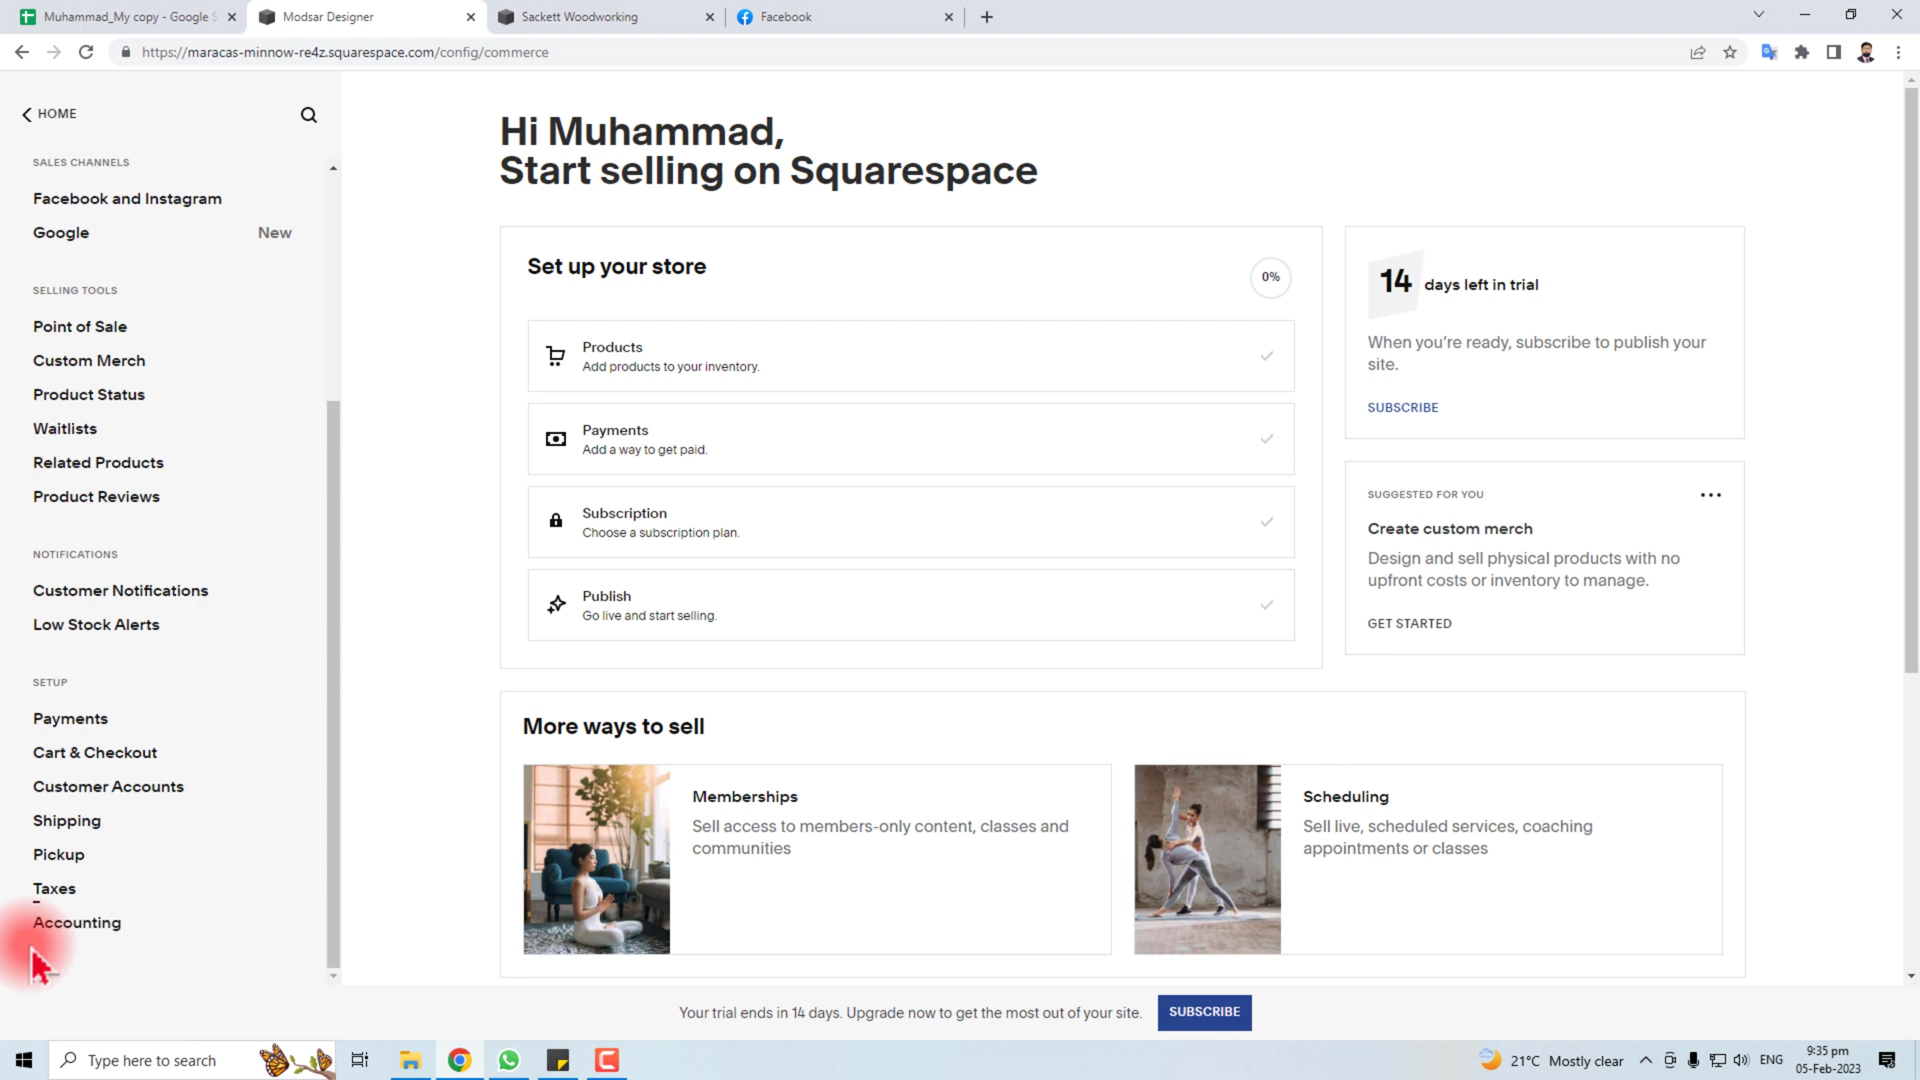 Muhammad_My copy - Google S
Modsar Designer
Sackett Woodworking
Facebook
https://maracas-minnow-re4z.squarespace.com/config/commerce
HOME
SALES CHANNELS
Facebook and Instagram
Google
New
SELLING TOOLS
Point of Sale
Custom Merch
Product Status
Waitlists
Related Products
Product Reviews
NOTIFICATIONS
Customer Notifications
Low Stock Alerts
SETUP
Payments
Cart & Checkout
Customer Accounts
Shipping
Pickup
Taxes
Accounting
Hi Muhammad,
Start selling on Squarespace
Set up your store
0%
Products
Add products to your inventory.
Payments
Add a way to get paid.
Subscription
Choose a subscription plan.
Publish
Go live and start selling.
14 days left in trial
When you're ready, subscribe to publish your
site.
SUBSCRIBE
SUGGESTED FOR YOU
Create custom merch
Design and sell physical products with no
upfront costs or inventory to manage.
GET STARTED
More ways to sell
Memberships
Sell access to members-only content, classes and
communities
Scheduling
Sell live, scheduled services, coaching
appointments or classes
Your trial ends in 14 days. Upgrade now to get the most out of your site.
SUBSCRIBE
Type here to search
21°C Mostly clear
ENG
9:35 pm
05-Feb-2023